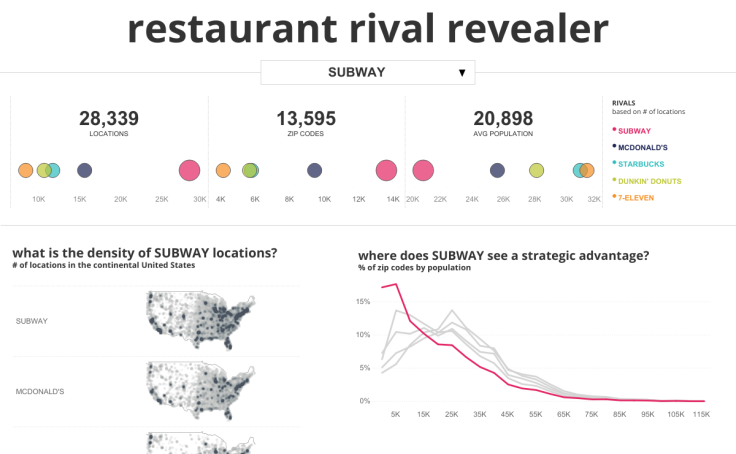 restaurant rival revealer
SUBWAY ▼
28,339
LOCATIONS
13,595
ZIP CODES
20,898
AVG POPULATION
RIVALS
based on # of locations
SUBWAY
MCDONALD'S
STARBUCKS
DUNKIN' DONUTS
7-ELEVEN
10K 15K 20K 25K 30K
4K 6K 8K 10K 12K 14K
20K 22K 24K 26K 28K 30K 32K
what is the density of SUBWAY locations?
# of locations in the continental United States
SUBWAY
MCDONALD'S
where does SUBWAY see a strategic advantage?
% of zip codes by population
15%
10%
5%
0%
5K 15K 25K 35K 45K 55K 65K 75K 85K 95K 105K 115K